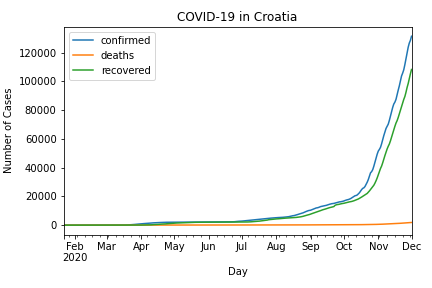 COVID-19 in Croatia
confirmed
deaths
recovered
Number of Cases
120000
100000
80000
60000
40000
20000
0
Feb Mar Apr May Jun Jul Aug Sep Oct Nov Dec
2020
Day